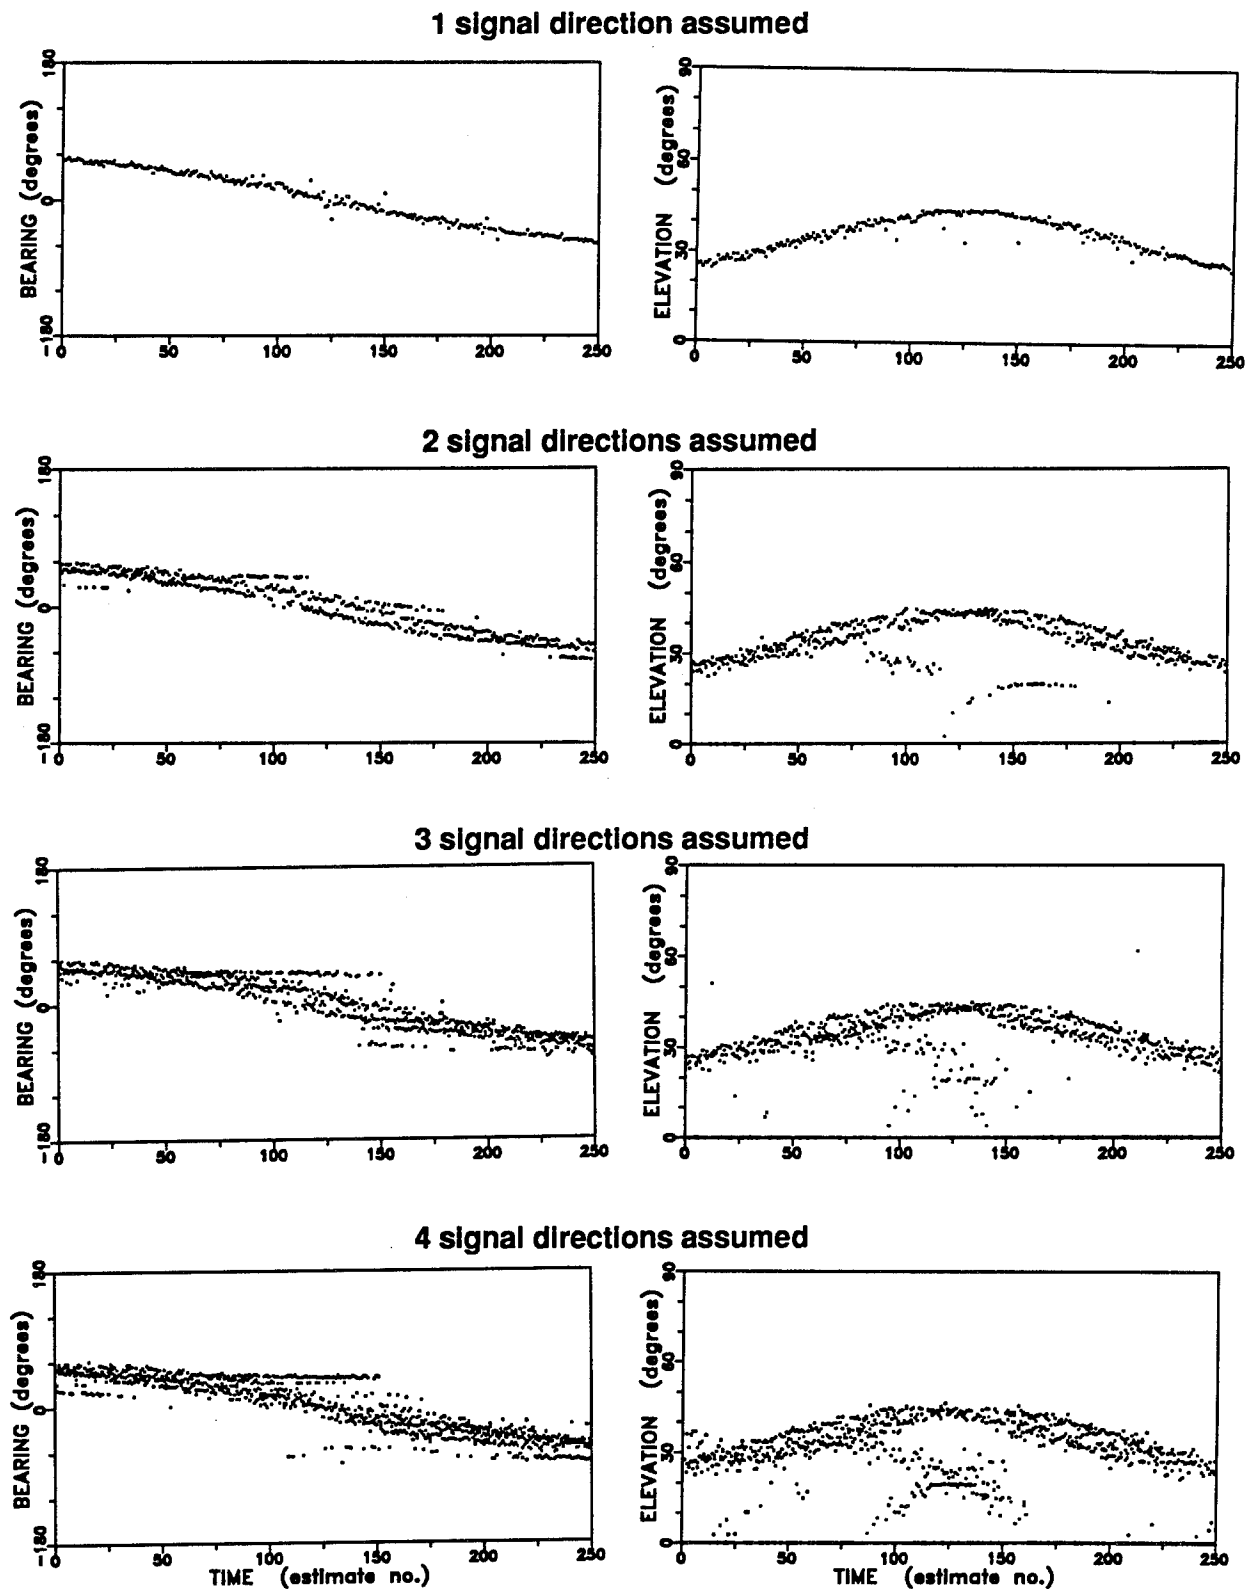 1 signal direction assumed
BEARING (degrees)
180
0
-180
0 50 100 150 200 250
ELEVATION (degrees)
90
60
30
0
0 50 100 150 200 250
2 signal directions assumed
BEARING (degrees)
180
0
-180
0 50 100 150 200 250
ELEVATION (degrees)
90
60
30
0
0 50 100 150 200 250
3 signal directions assumed
BEARING (degrees)
180
0
-180
0 50 100 150 200 250
ELEVATION (degrees)
90
60
30
0
0 50 100 150 200 250
4 signal directions assumed
BEARING (degrees)
180
0
-180
0 50 100 150 200 250
TIME (estimate no.)
ELEVATION (degrees)
90
60
30
0
0 50 100 150 200 250
TIME (estimate no.)